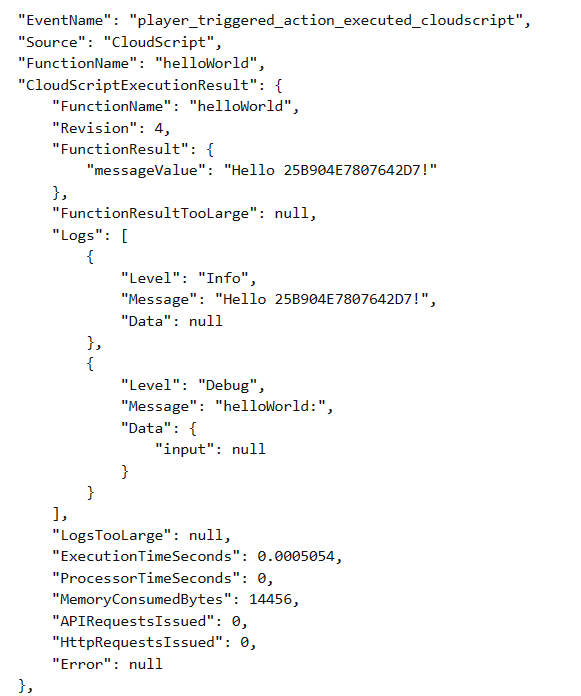 "EventName": "player_triggered_action_executed_cloudscript",
"Source": "CloudScript",
"FunctionName": "helloWorld",
"CloudScriptExecutionResult": {
    "FunctionName": "helloWorld",
    "Revision": 4,
    "FunctionResult": {
        "messageValue": "Hello 25B904E7807642D7!"
    },
    "FunctionResultTooLarge": null,
    "Logs": [
        {
            "Level": "Info",
            "Message": "Hello 25B904E7807642D7!",
            "Data": null
        },
        {
            "Level": "Debug",
            "Message": "helloWorld:",
            "Data": {
                "input": null
            }
        }
    ],
    "LogsTooLarge": null,
    "ExecutionTimeSeconds": 0.0005054,
    "ProcessorTimeSeconds": 0,
    "MemoryConsumedBytes": 14456,
    "APIRequestsIssued": 0,
    "HttpRequestsIssued": 0,
    "Error": null
},